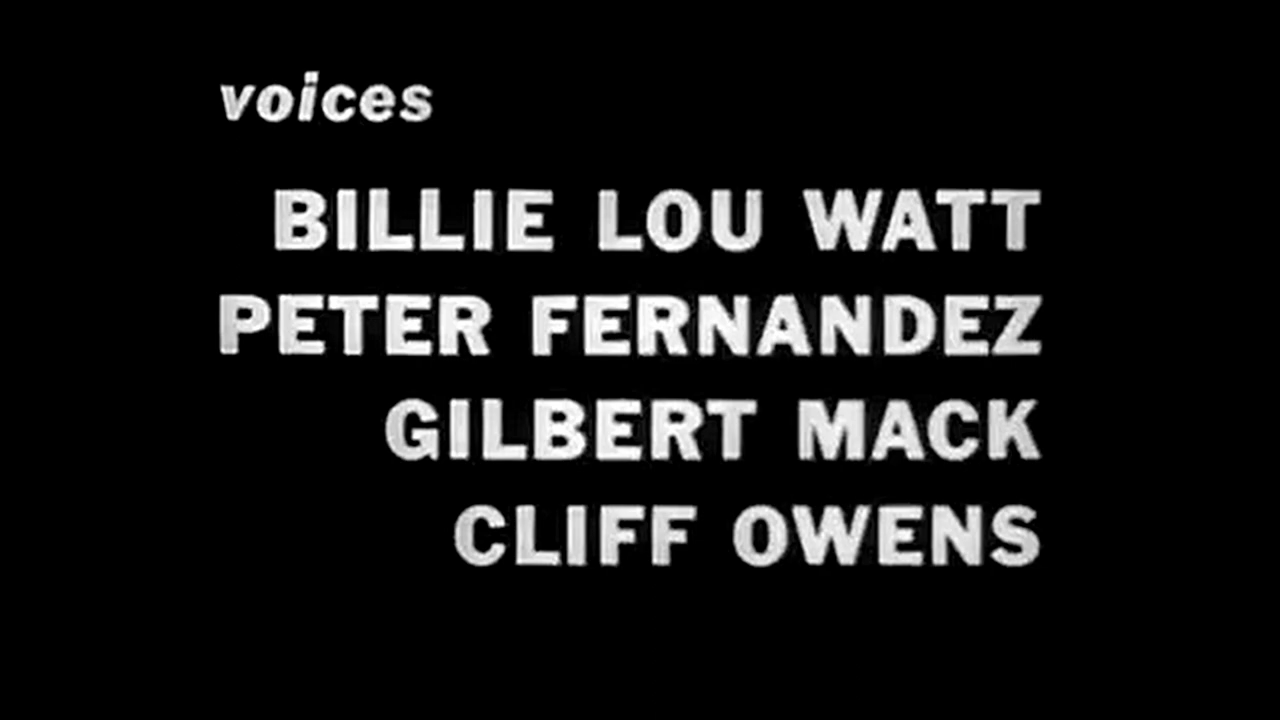 voices
BILLIE LOU WATT
PETER FERNANDEZ
GILBERT MACK
CLIFF OWENS